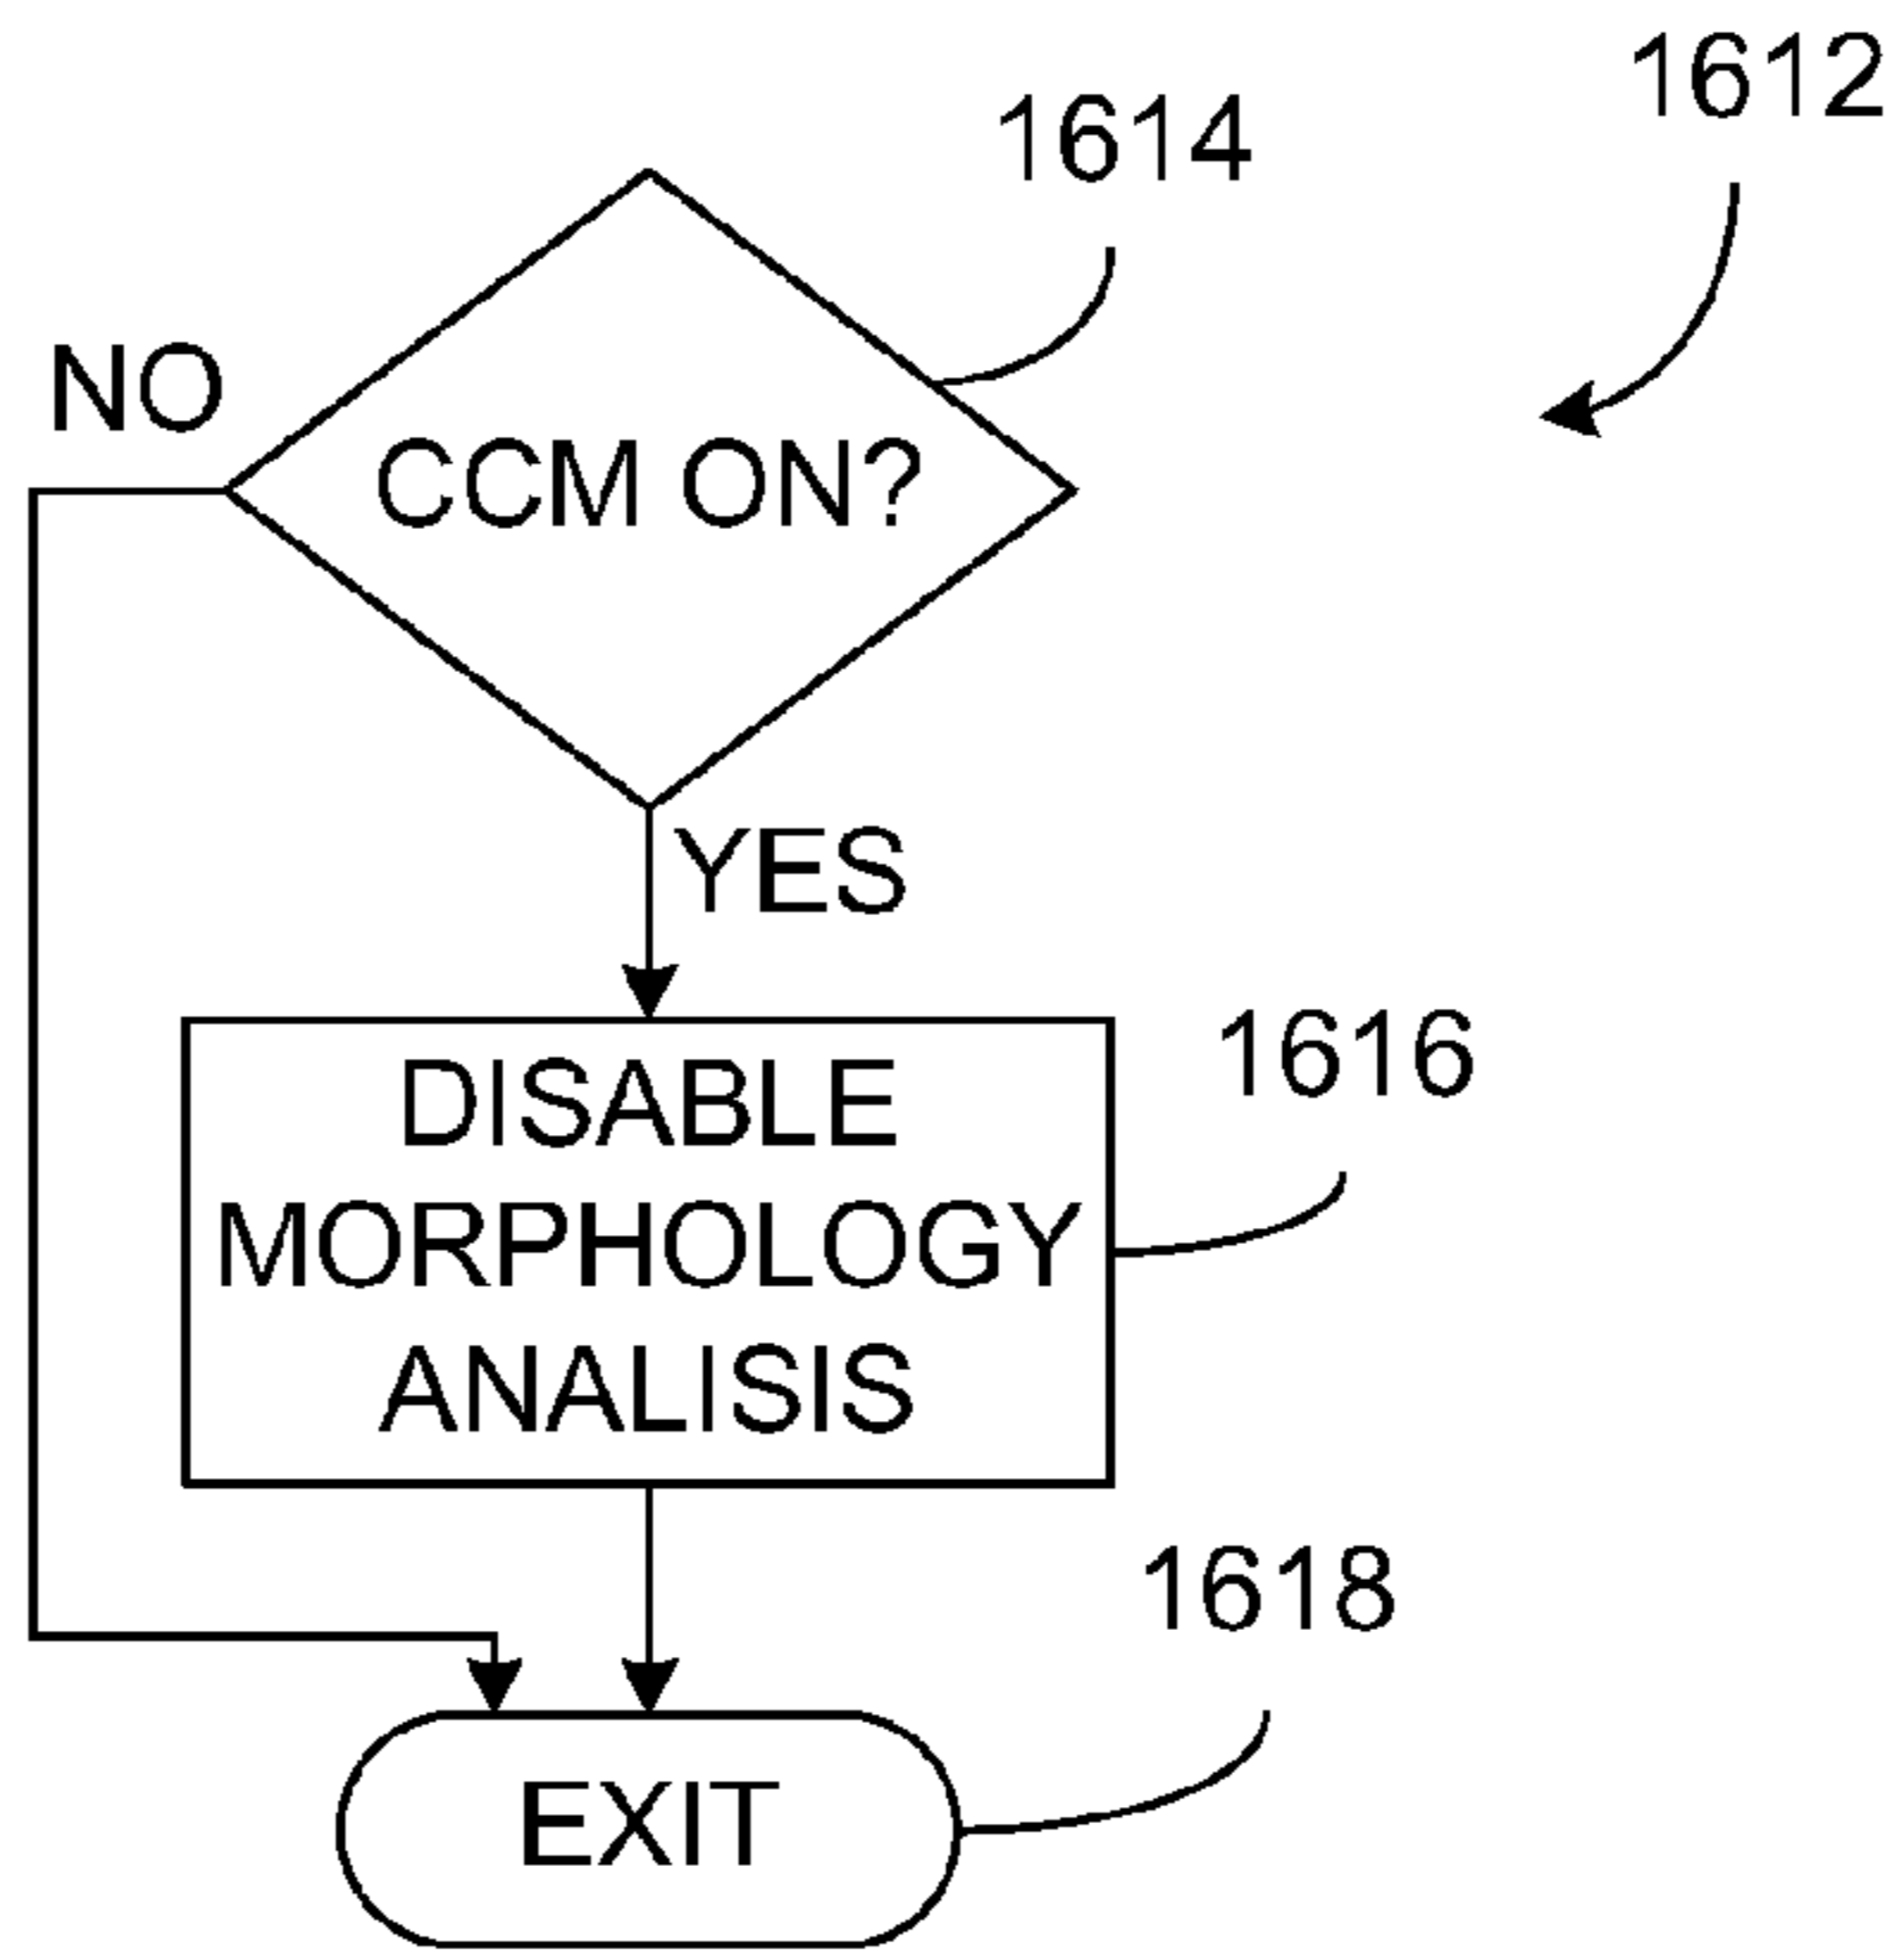 1612
1614
NO
CCM ON?
YES
1616
DISABLE
MORPHOLOGY
ANALISIS
1618
EXIT